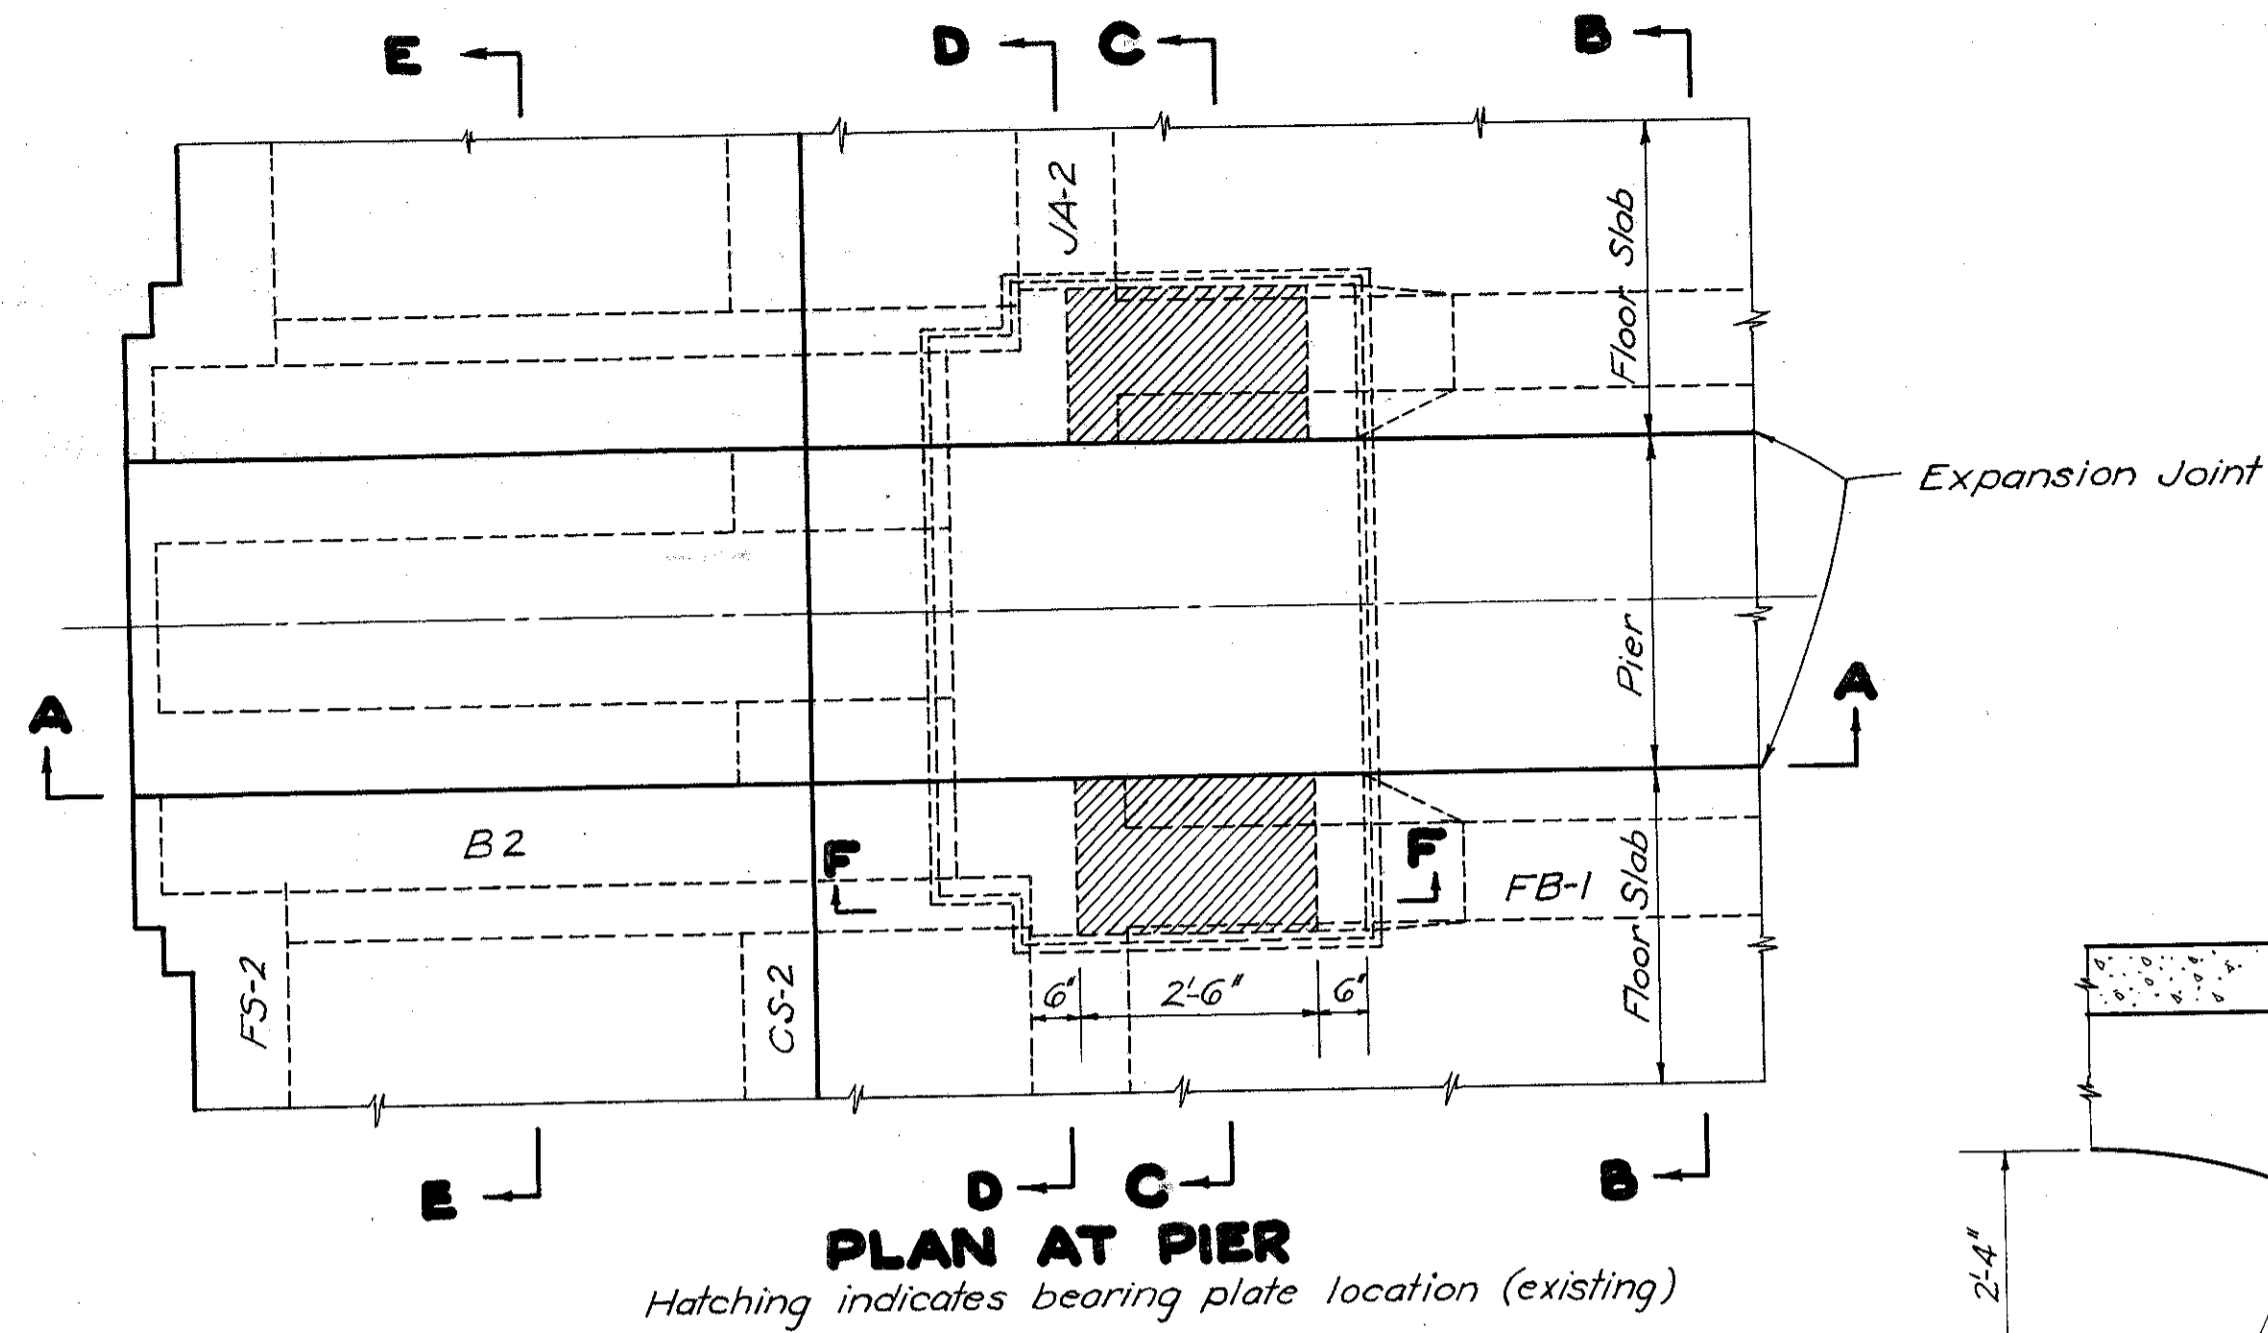 E D C B
JA-2
Floor Slab
Expansion Joint
Pier
A A
B2
F F
FB-1
FS-2
CS-2
6" 2'-6" 6"
Floor Slab
E D C B
PLAN AT PIER
Hatching indicates bearing plate location (existing)
2'-4"